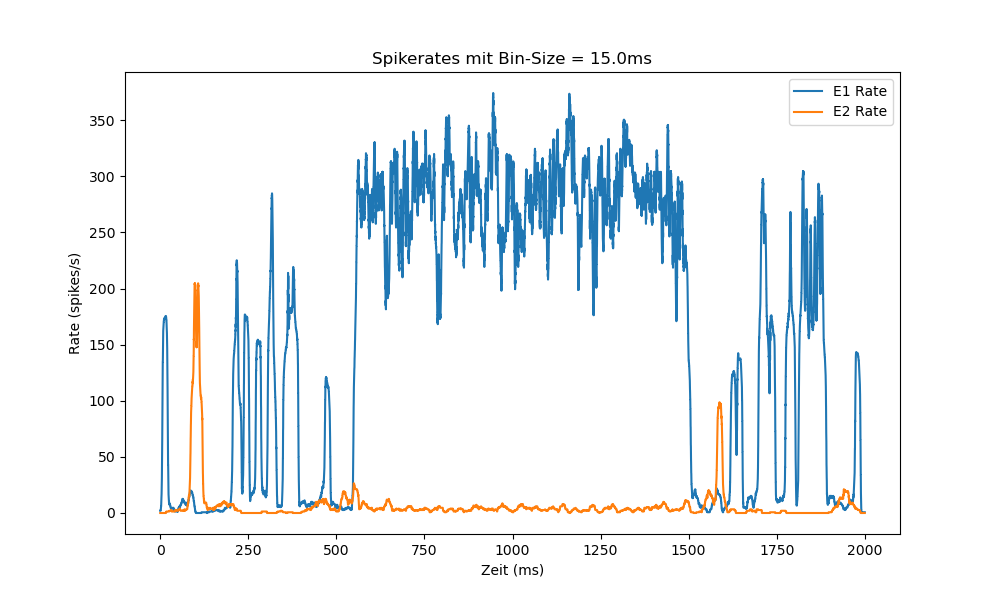 Spikerates mit Bin-Size = 15.0ms
E1 Rate
E2 Rate
Rate (spikes/s)
350
300
250
200
150
100
50
0
0 250 500 750 1000 1250 1500 1750 2000
Zeit (ms)